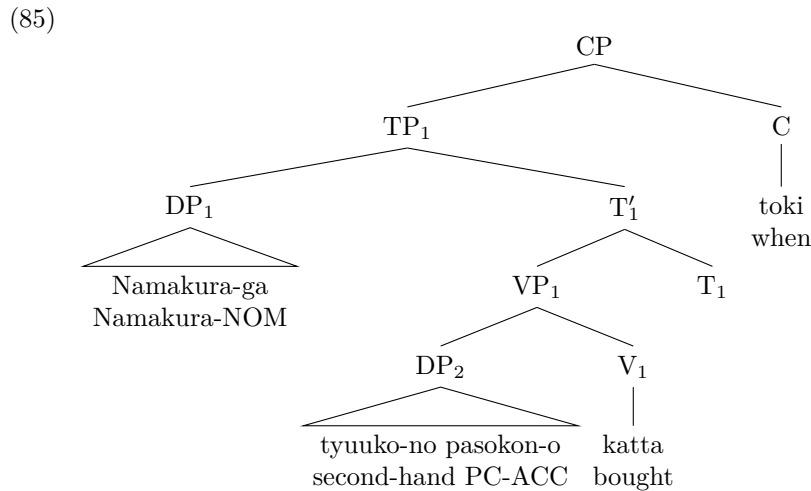 (85)
CP
TP₁ C
DP₁ T′₁ toki
when
Namakura-ga VP₁ T₁
Namakura-NOM
DP₂ V₁
tyuuko-no pasokon-o katta
second-hand PC-ACC bought